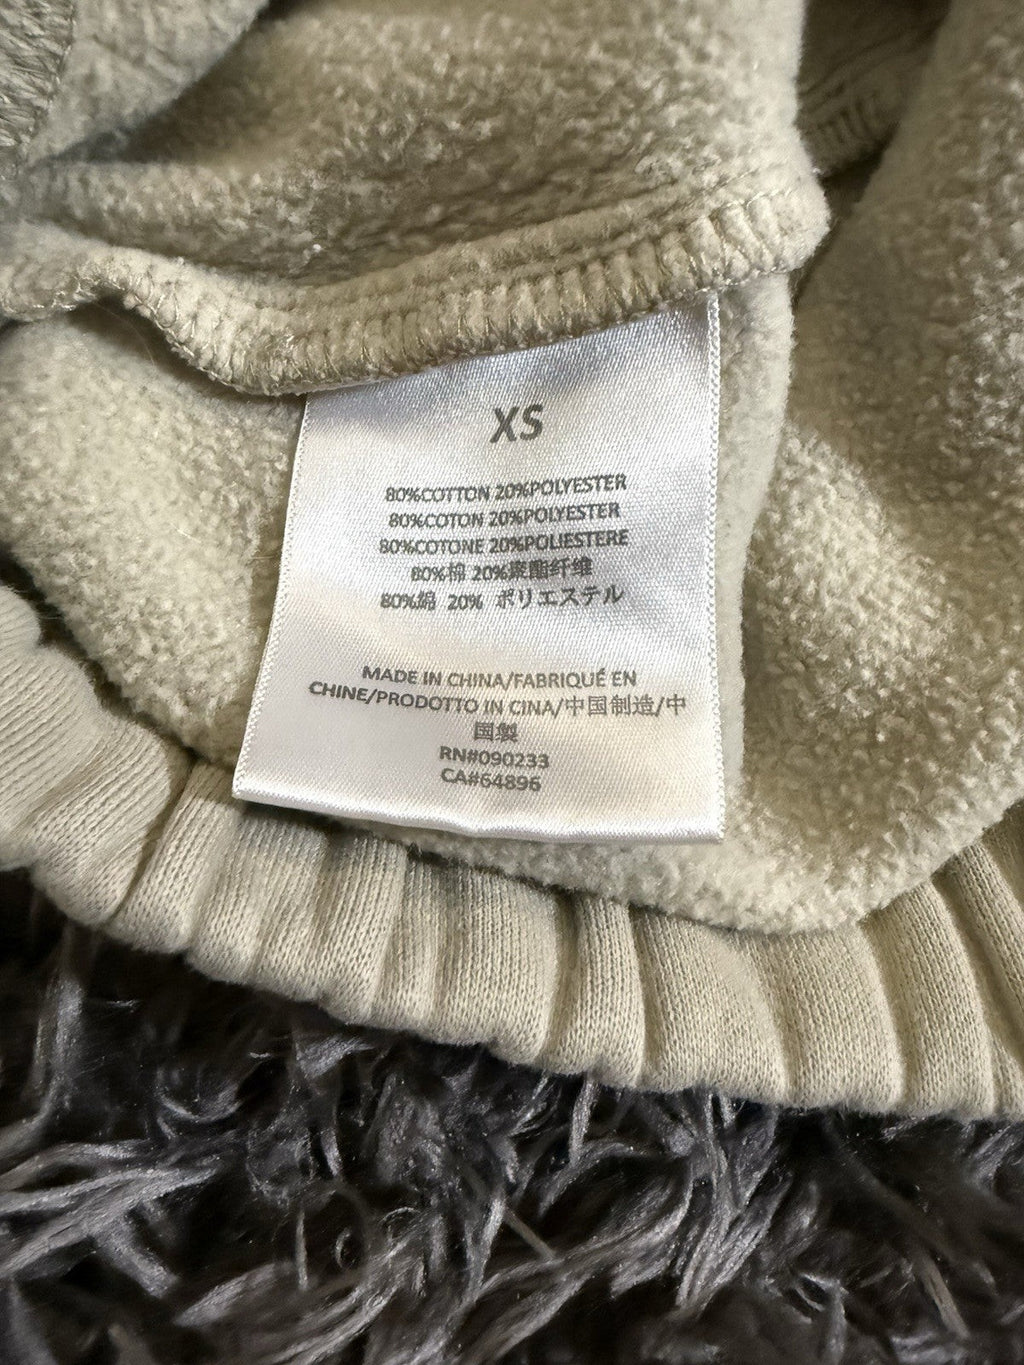 XS
80%COTTON 20%POLYESTER
80%COTON 20%POLYESTER
80%COTONE 20%POLIESTERE
80%棉 20%聚酯纤维
80%綿 20% ポリエステル
MADE IN CHINA/FABRIQUÉ EN
CHINE/PRODOTTO IN CINA/中国制造/中
国製
RN#090233
CA#64896